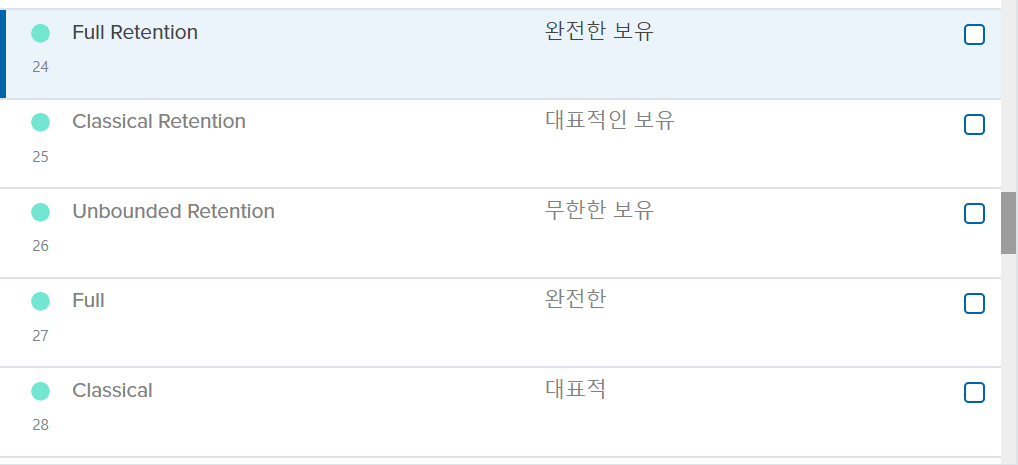 Full Retention 완전한 보유
24
Classical Retention 대표적인 보유
25
Unbounded Retention 무한한 보유
26
Full 완전한
27
Classical 대표적
28